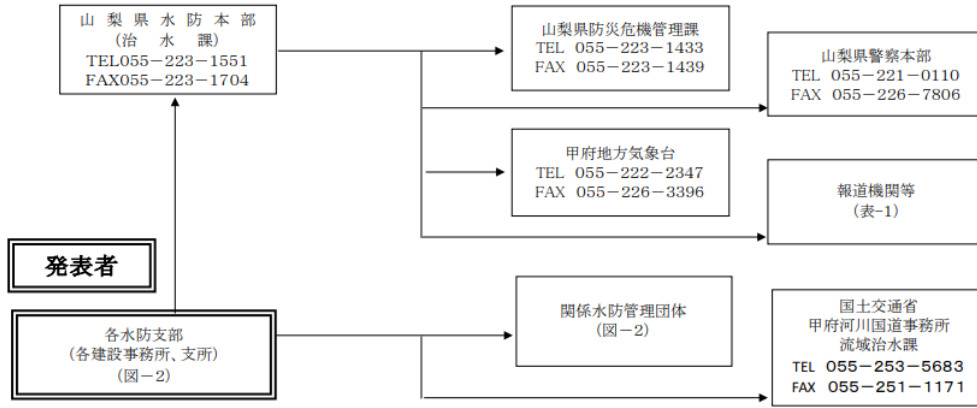 山梨県水防本部
(治水課)
TEL055-223-1551
FAX055-223-1704
山梨県防災危機管理課
TEL 055-223-1433
FAX 055-223-1439
山梨県警察本部
TEL 055-221-0110
FAX 055-226-7806
甲府地方気象台
TEL 055-222-2347
FAX 055-226-3396
報道機関等
(表-1)
発表者
各水防支部
(各建設事務所、支所)
(図-2)
関係水防管理団体
(図-2)
国土交通省
甲府河川国道事務所
流域治水課
TEL 055-253-5683
FAX 055-251-1171